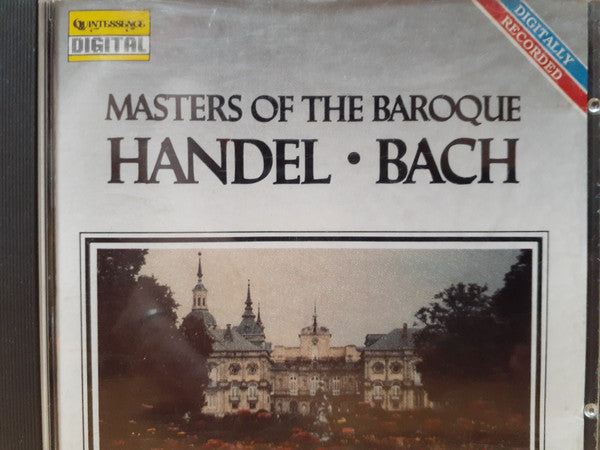 QUINTESSENCE
DIGITAL
DIGITALLY
RECORDED
MASTERS OF THE BAROQUE
HANDEL • BACH